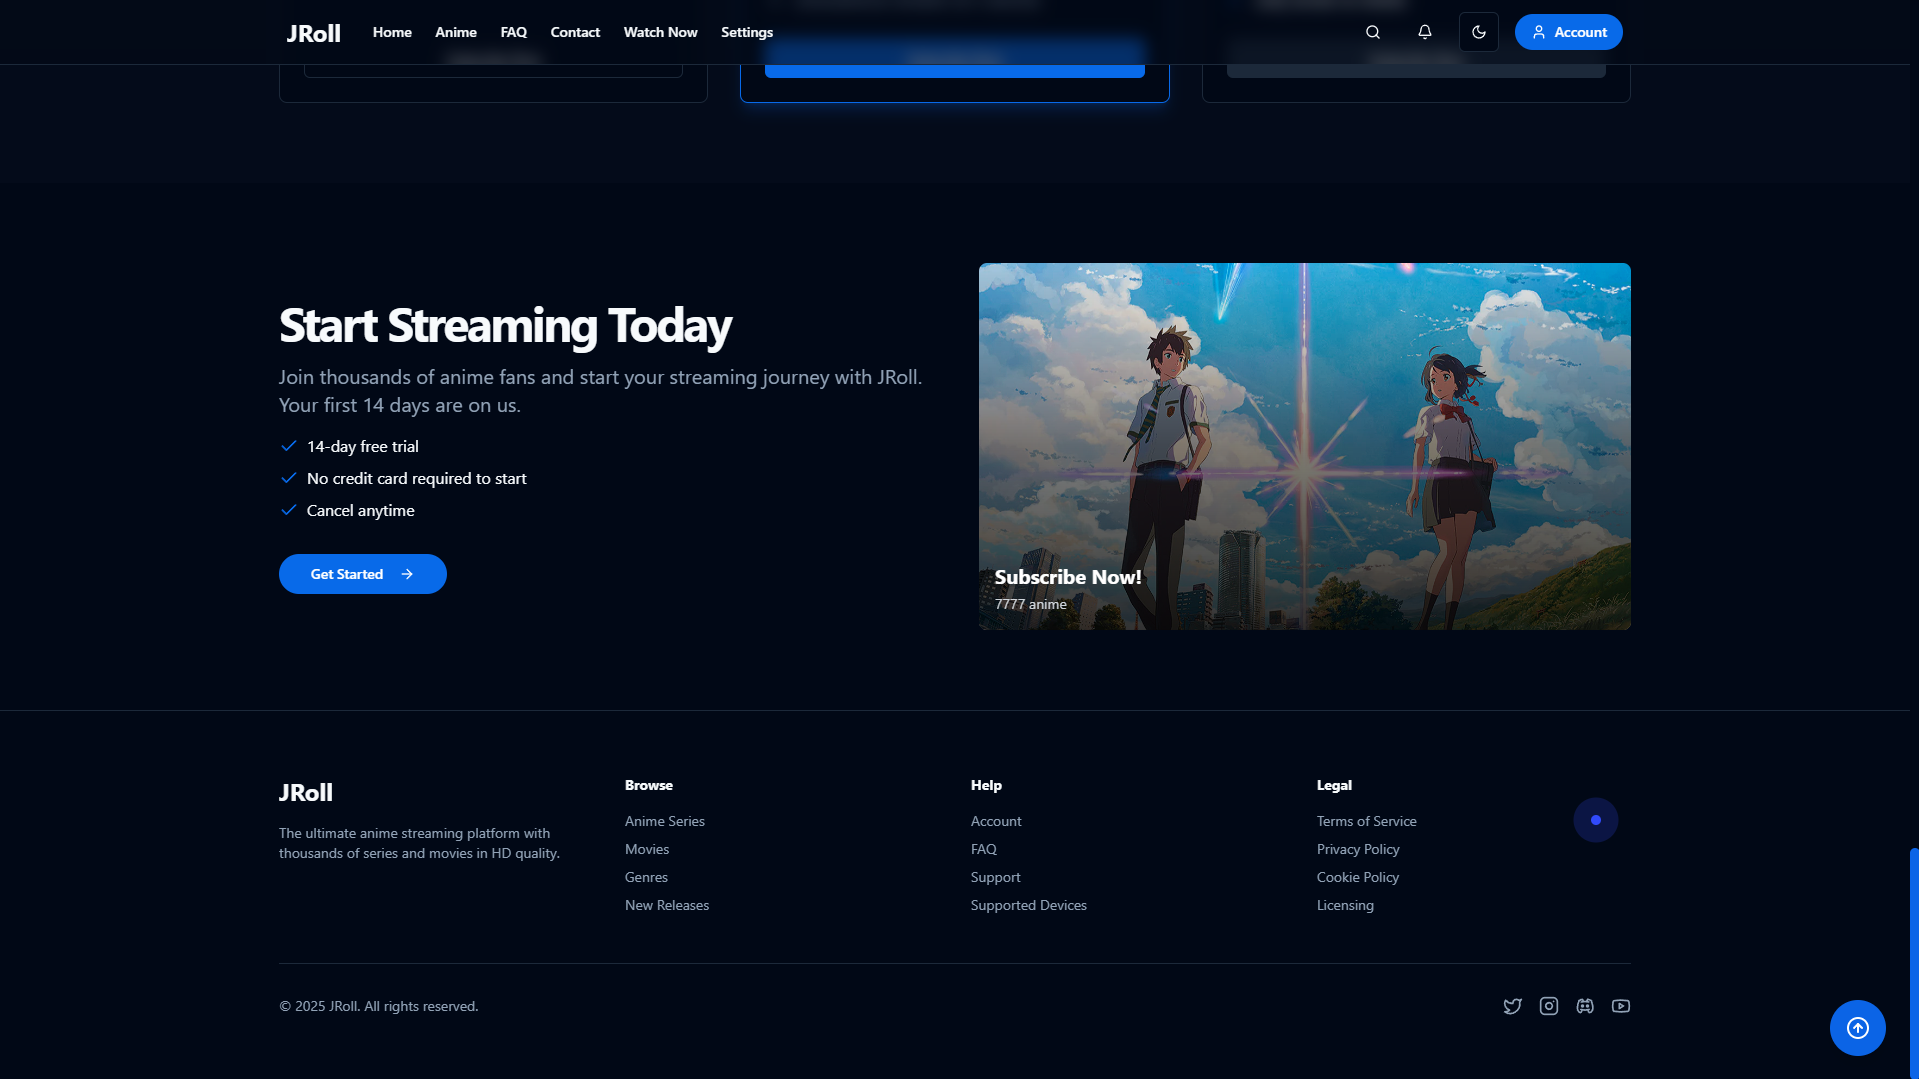 JRoll
Home
Anime
FAQ
Contact
Watch Now
Settings
Account
Start Streaming Today
Join thousands of anime fans and start your streaming journey with JRoll.
Your first 14 days are on us.
14-day free trial
No credit card required to start
Cancel anytime
Get Started
Subscribe Now!
7777 anime
JRoll
The ultimate anime streaming platform with
thousands of series and movies in HD quality.
Browse
Anime Series
Movies
Genres
New Releases
Help
Account
FAQ
Support
Supported Devices
Legal
Terms of Service
Privacy Policy
Cookie Policy
Licensing
© 2025 JRoll. All rights reserved.